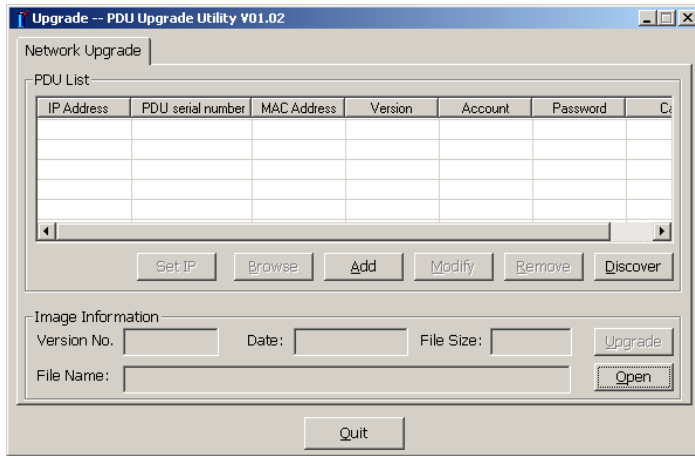 Upgrade -- PDU Upgrade Utility V01.02
Network Upgrade
PDU List
IP Address PDU serial number MAC Address Version Account Password
Set IP Browse Add Modify Remove Discover
Image Information
Version No. Date: File Size: Upgrade
File Name: Open
Quit